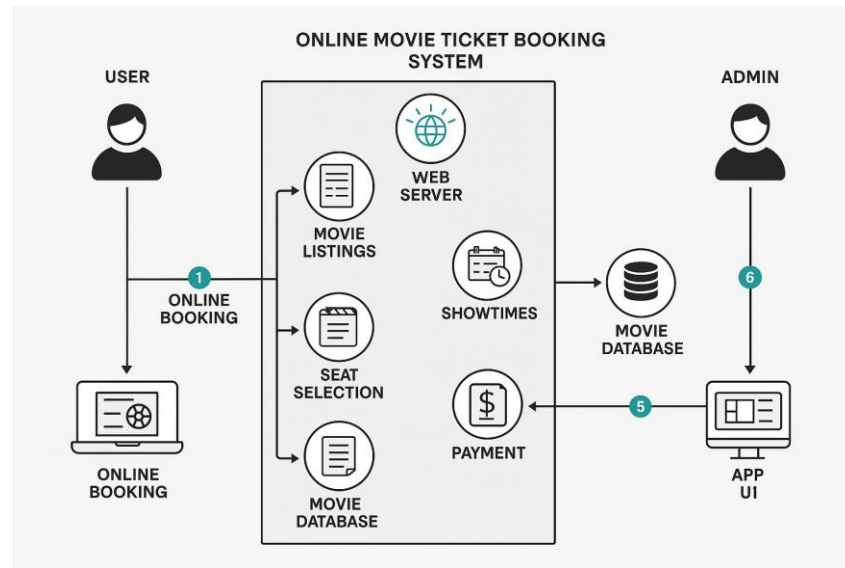 ONLINE MOVIE TICKET BOOKING
SYSTEM
USER
ADMIN
WEB
SERVER
MOVIE
LISTINGS
1
ONLINE
BOOKING
SHOWTIMES
6
MOVIE
DATABASE
SEAT
SELECTION
$
PAYMENT
5
ONLINE
BOOKING
MOVIE
DATABASE
APP
U1